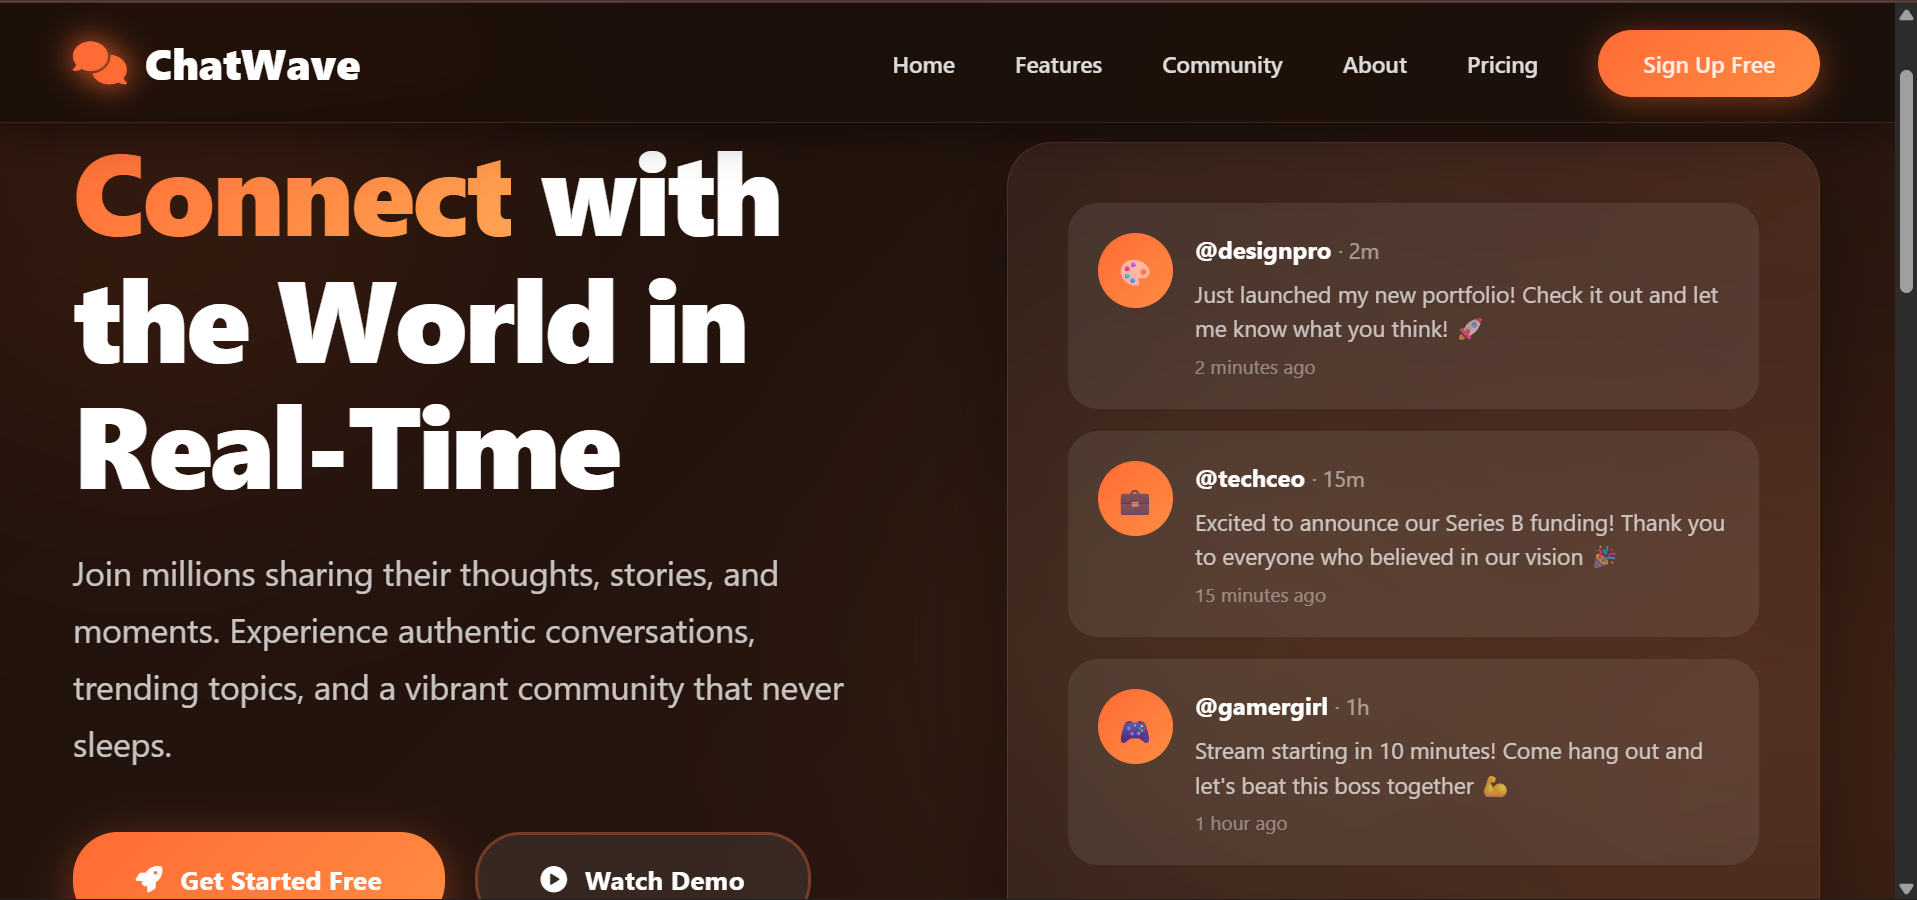 ChatWave
Home
Features
Community
About
Pricing
Sign Up Free
Connect with
the World in
Real-Time
Join millions sharing their thoughts, stories, and
moments. Experience authentic conversations,
trending topics, and a vibrant community that never
sleeps.
Get Started Free
Watch Demo
@designpro · 2m
Just launched my new portfolio! Check it out and let
me know what you think! 🚀
2 minutes ago
@techceo · 15m
Excited to announce our Series B funding! Thank you
to everyone who believed in our vision 🎉
15 minutes ago
@gamergirl · 1h
Stream starting in 10 minutes! Come hang out and
let's beat this boss together 💪
1 hour ago